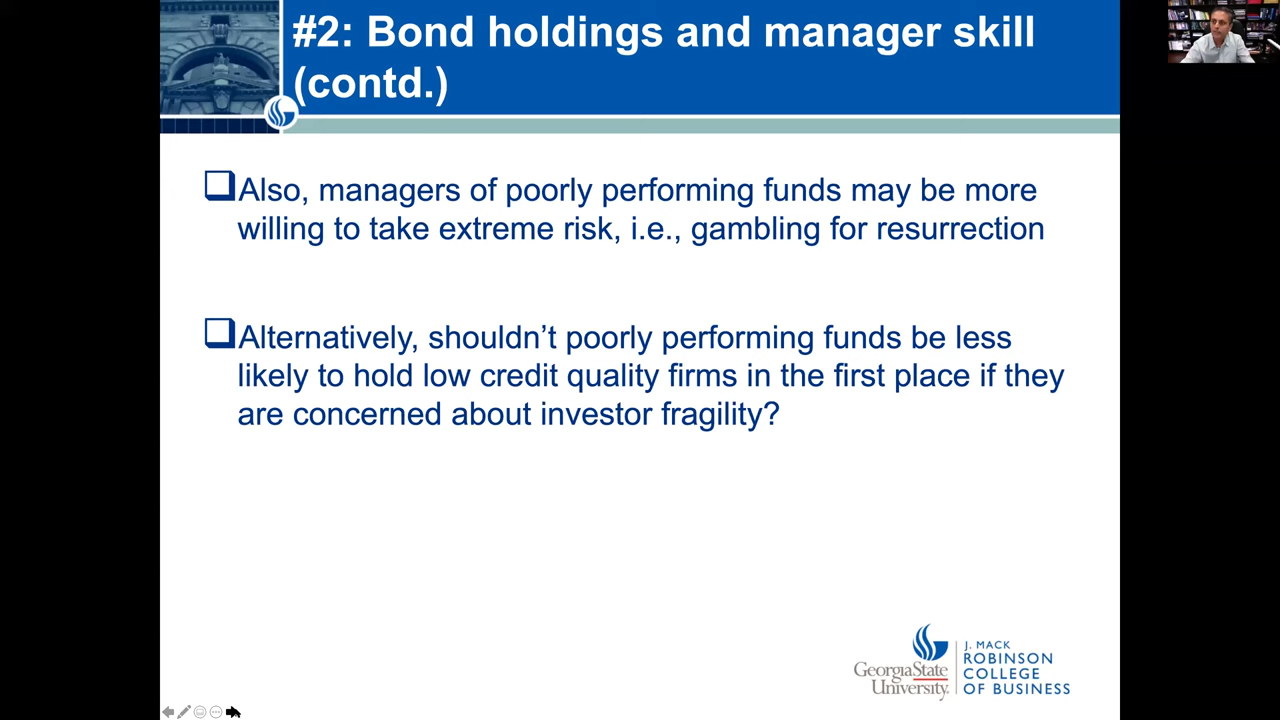 #2: Bond holdings and manager skill
(contd.)
Also, managers of poorly performing funds may be more
willing to take extreme risk, i.e., gambling for resurrection
Alternatively, shouldn’t poorly performing funds be less
likely to hold low credit quality firms in the first place if they
are concerned about investor fragility?
GeorgiaState
University.
J. MACK
ROBINSON
COLLEGE
OF BUSINESS